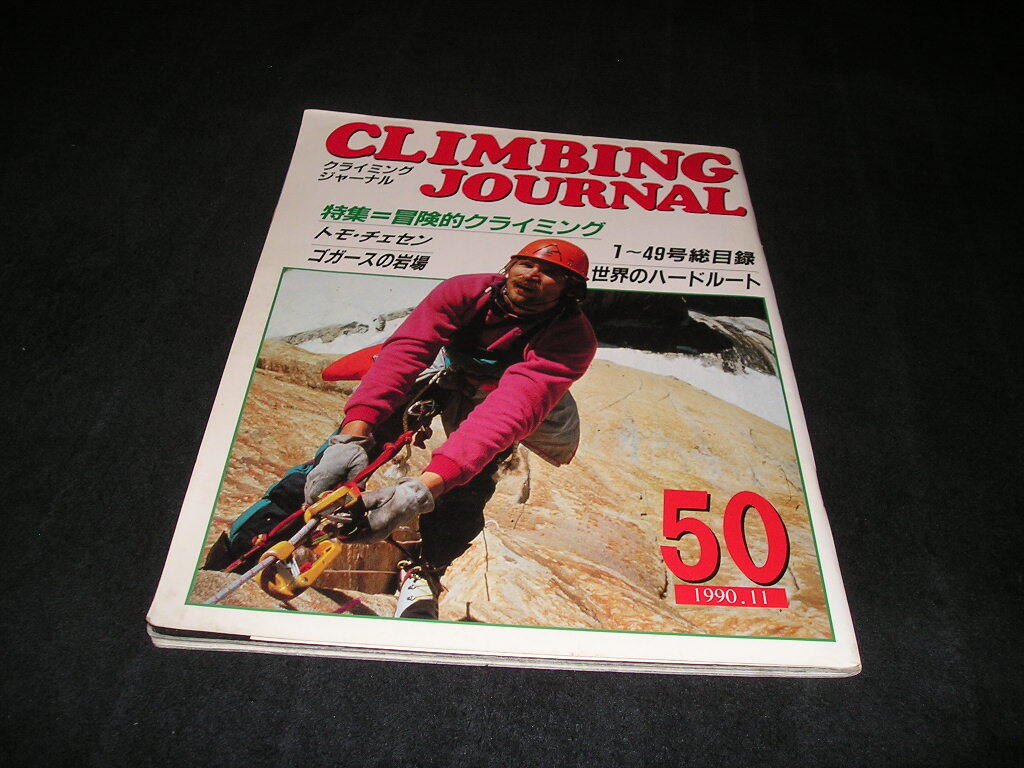 CLIMBING
クライミング
ジャーナル
JOURNAL
特集=冒険的クライミング
トモ・チェセン
ゴガースの岩場
1～49号総目録
世界のハードルート
50
1990.11